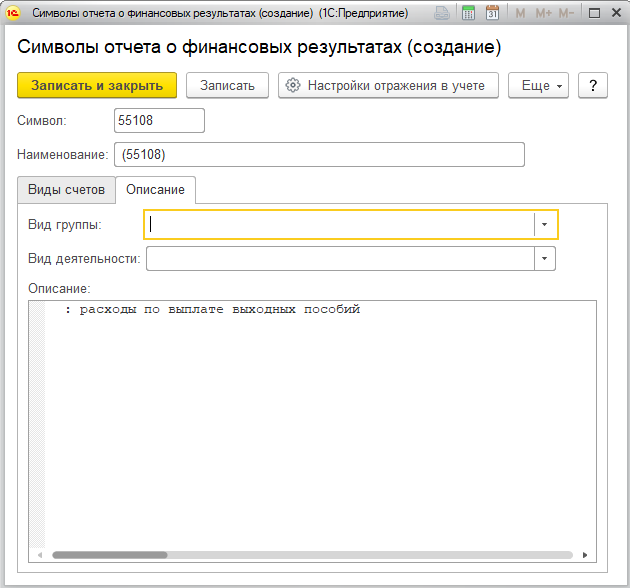 Символы отчета о финансовых результатах (создание) (1С:Предприятие)
31 M M+ M-
Символы отчета о финансовых результатах (создание)
Записать и закрыть Записать Настройки отражения в учете Еще ?
Символ: 55108
Наименование: (55108)
Виды счетов Описание
Вид группы:
Вид деятельности:
Описание:
: расходы по выплате выходных пособий